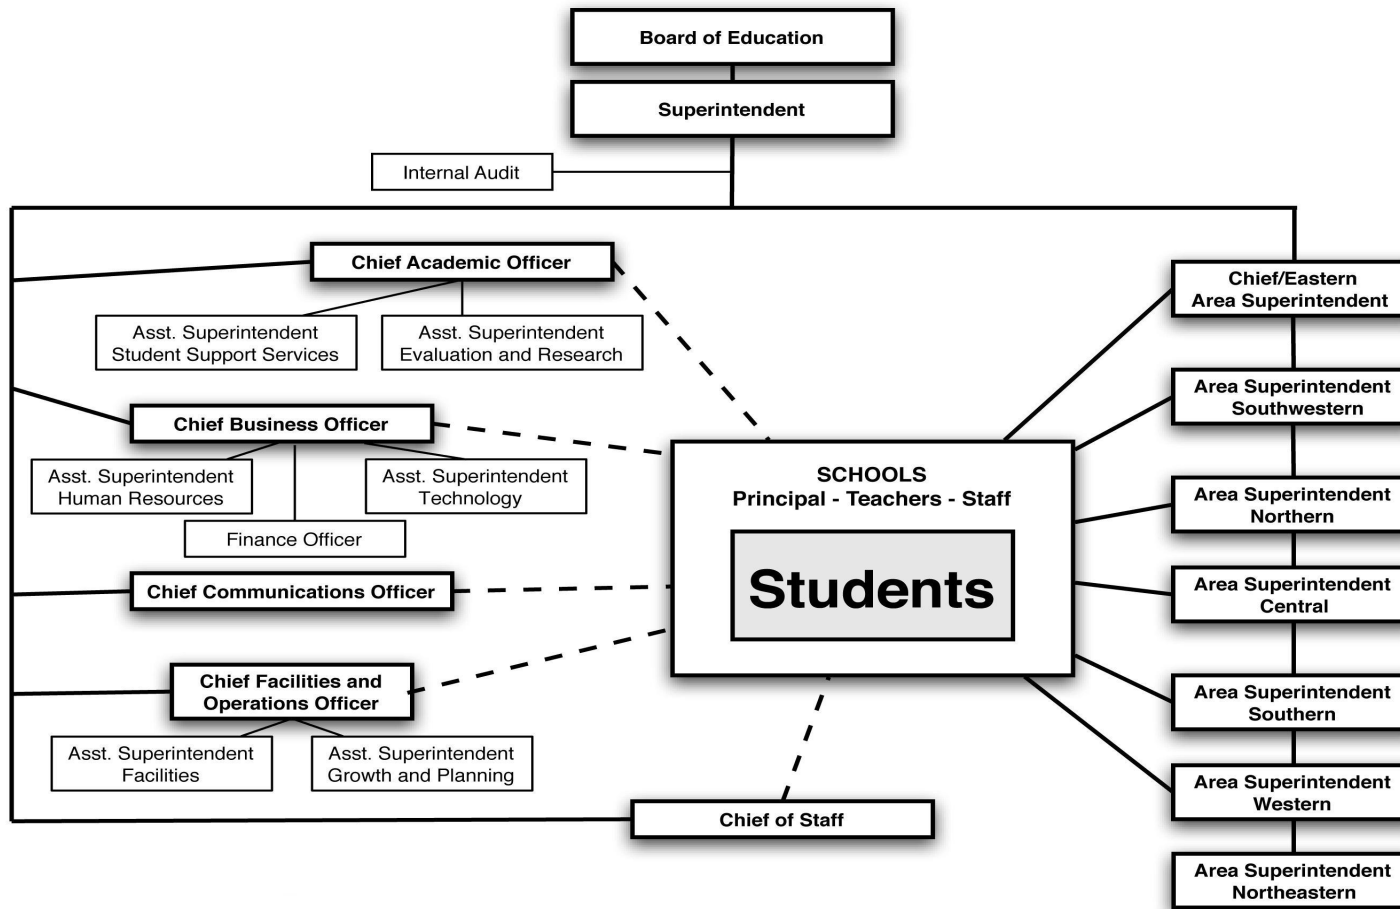 Board of Education
Superintendent
Internal Audit
Chief Academic Officer
Asst. Superintendent
Student Support Services
Asst. Superintendent
Evaluation and Research
Chief Business Officer
Asst. Superintendent
Human Resources
Asst. Superintendent
Technology
Finance Officer
Chief Communications Officer
Chief Facilities and
Operations Officer
Asst. Superintendent
Facilities
Asst. Superintendent
Growth and Planning
Chief of Staff
SCHOOLS
Principal - Teachers - Staff
Students
Chief/Eastern
Area Superintendent
Area Superintendent
Southwestern
Area Superintendent
Northern
Area Superintendent
Central
Area Superintendent
Southern
Area Superintendent
Western
Area Superintendent
Northeastern